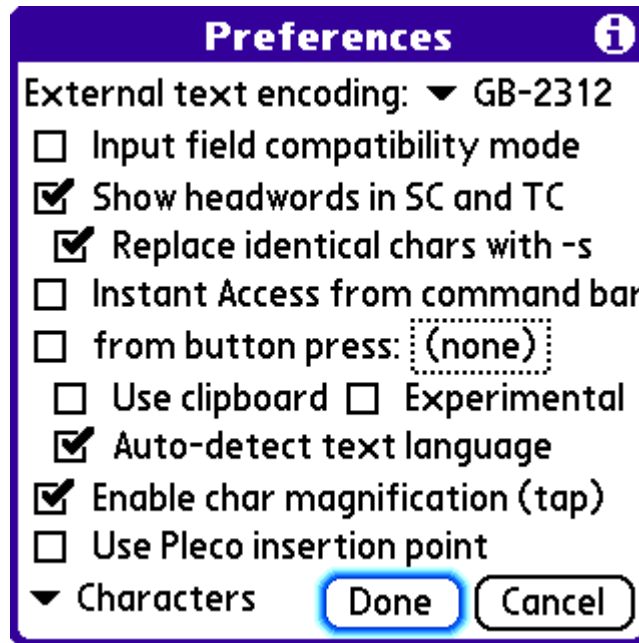 Preferences
External text encoding: GB-2312
Input field compatibility mode
Show headwords in SC and TC
Replace identical chars with -s
Instant Access from command bar
from button press: (none)
Use clipboard Experimental
Auto-detect text language
Enable char magnification (tap)
Use Pleco insertion point
Characters Done Cancel